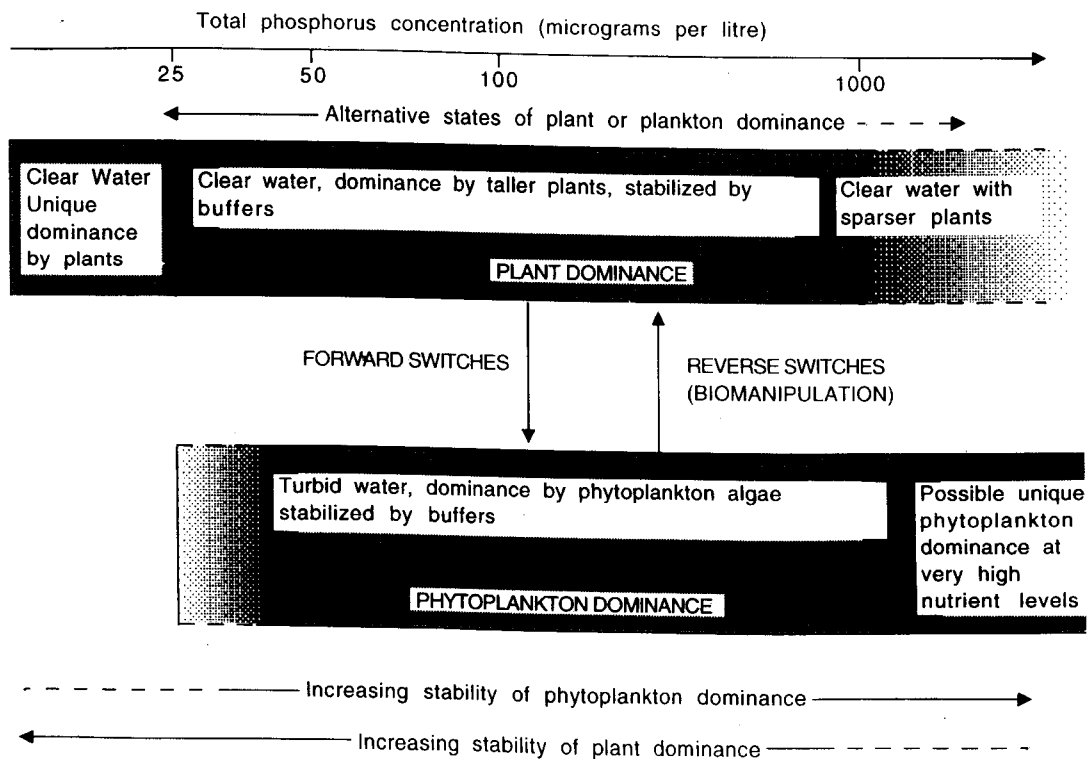 Total phosphorus concentration (micrograms per litre)
25 50 100 1000
Alternative states of plant or plankton dominance
Clear Water
Unique
dominance
by plants
Clear water, dominance by taller plants, stabilized by
buffers
Clear water with
sparser plants
PLANT DOMINANCE
FORWARD SWITCHES
REVERSE SWITCHES
(BIOMANIPULATION)
Turbid water, dominance by phytoplankton algae
stabilized by buffers
Possible unique
phytoplankton
dominance at
very high
nutrient levels
PHYTOPLANKTON DOMINANCE
Increasing stability of phytoplankton dominance
Increasing stability of plant dominance